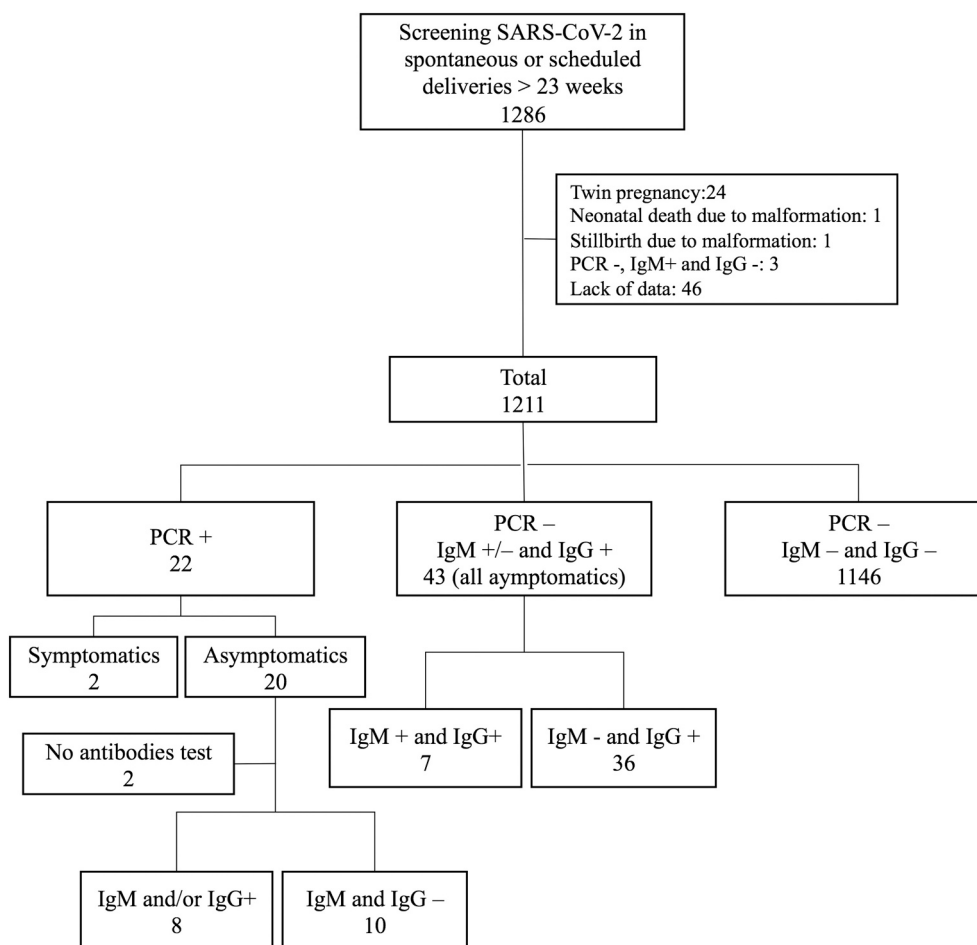 Screening SARS-CoV-2 in
spontaneous or scheduled
deliveries > 23 weeks
1286
Twin pregnancy:24
Neonatal death due to malformation: 1
Stillbirth due to malformation: 1
PCR -, IgM+ and IgG -: 3
Lack of data: 46
Total
1211
PCR +
22
PCR –
IgM +/– and IgG +
43 (all aymptomatics)
PCR –
IgM – and IgG –
1146
Symptomatics
2
Asymptomatics
20
No antibodies test
2
IgM + and IgG+
7
IgM - and IgG +
36
IgM and/or IgG+
8
IgM and IgG –
10